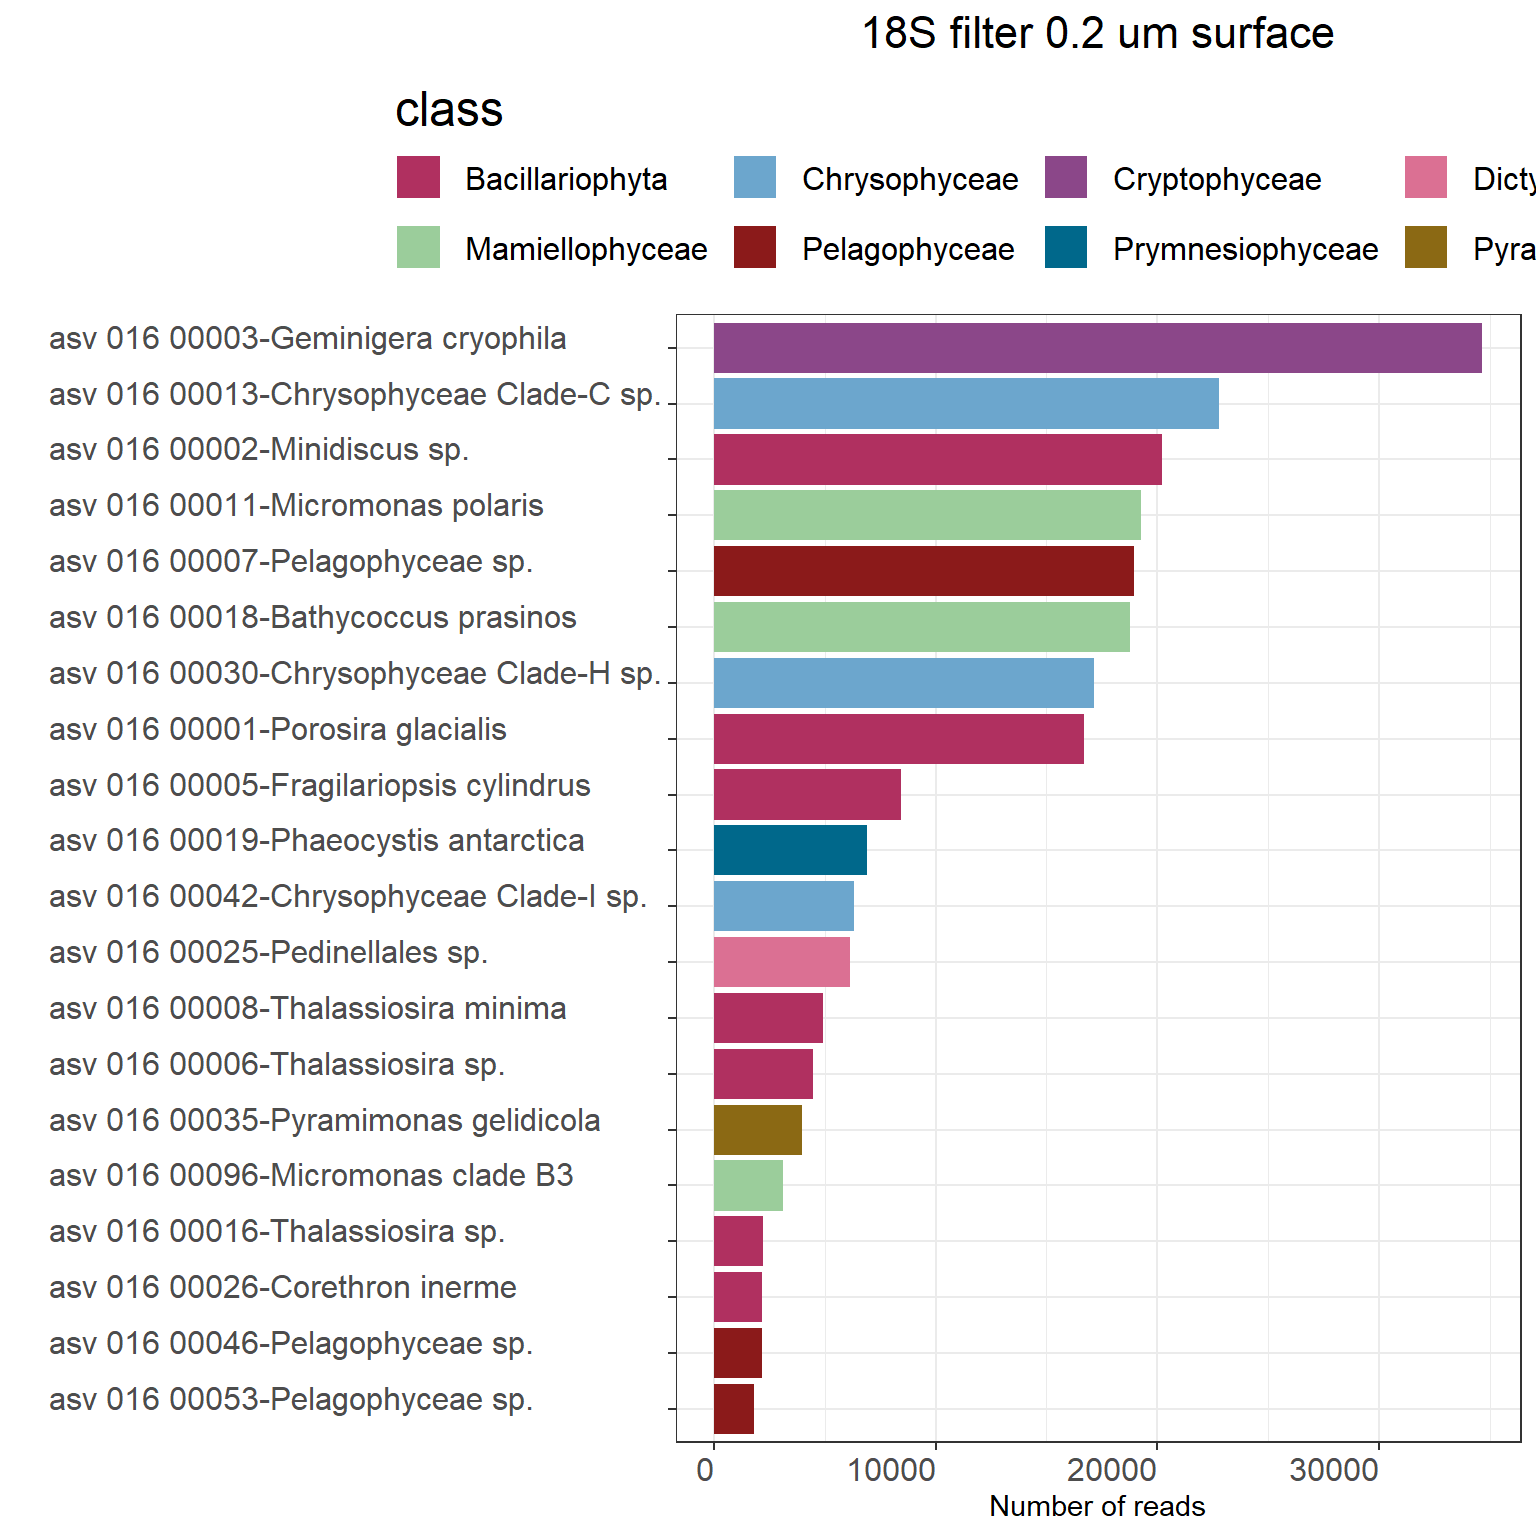 18S filter 0.2 um surface
class
Bacillariophyta Chrysophyceae Cryptophyceae Dicty
Mamiellophyceae Pelagophyceae Prymnesiophyceae Pyra
asv 016 00003-Geminigera cryophila
asv 016 00013-Chrysophyceae Clade-C sp.
asv 016 00002-Minidiscus sp.
asv 016 00011-Micromonas polaris
asv 016 00007-Pelagophyceae sp.
asv 016 00018-Bathycoccus prasinos
asv 016 00030-Chrysophyceae Clade-H sp.
asv 016 00001-Porosira glacialis
asv 016 00005-Fragilariopsis cylindrus
asv 016 00019-Phaeocystis antarctica
asv 016 00042-Chrysophyceae Clade-I sp.
asv 016 00025-Pedinellales sp.
asv 016 00008-Thalassiosira minima
asv 016 00006-Thalassiosira sp.
asv 016 00035-Pyramimonas gelidicola
asv 016 00096-Micromonas clade B3
asv 016 00016-Thalassiosira sp.
asv 016 00026-Corethron inerme
asv 016 00046-Pelagophyceae sp.
asv 016 00053-Pelagophyceae sp.
0 10000 20000 30000
Number of reads